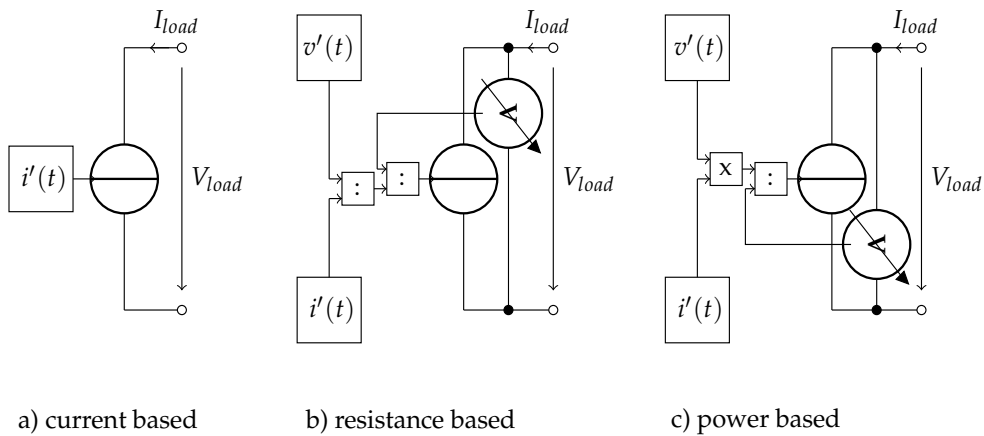 I_load
v'(t)
I_load
v'(t)
I_load
V
V_load
V_load
V_load
i'(t)
:
:
x
:
V
i'(t)
i'(t)
a) current based
b) resistance based
c) power based